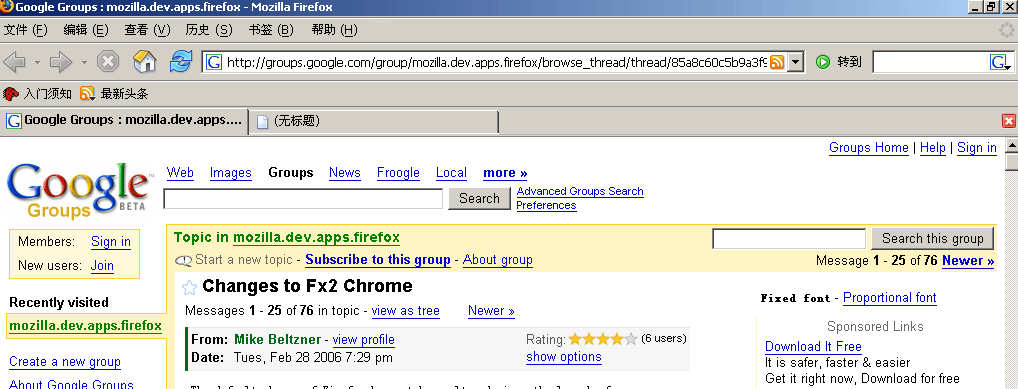 Google Groups : mozilla.dev.apps.firefox - Mozilla Firefox
文件 (F) 编辑 (E) 查看 (V) 历史 (S) 书签 (B) 帮助 (H)
http://groups.google.com/group/mozilla.dev.apps.firefox/browse_thread/thread/85a8c60c5b9a3f9 转到
入门须知 最新头条
Google Groups : mozilla.dev.apps.... (无标题)
Groups Home | Help | Sign in
Google Groups BETA
Web Images Groups News Froogle Local more »
Search Advanced Groups Search
Preferences
Members: Sign in
New users: Join
Recently visited
mozilla.dev.apps.firefox
Create a new group
About Google Groups
Topic in mozilla.dev.apps.firefox Search this group
Start a new topic - Subscribe to this group - About group Message 1 - 25 of 76 Newer »
Changes to Fx2 Chrome
Messages 1 - 25 of 76 in topic - view as tree Newer »
From: Mike Beltzner - view profile Rating: (6 users)
Date: Tues, Feb 28 2006 7:29 pm show options
Fixed font - Proportional font
Sponsored Links
Download It Free
It is safer, faster & easier
Get it right now, Download for free